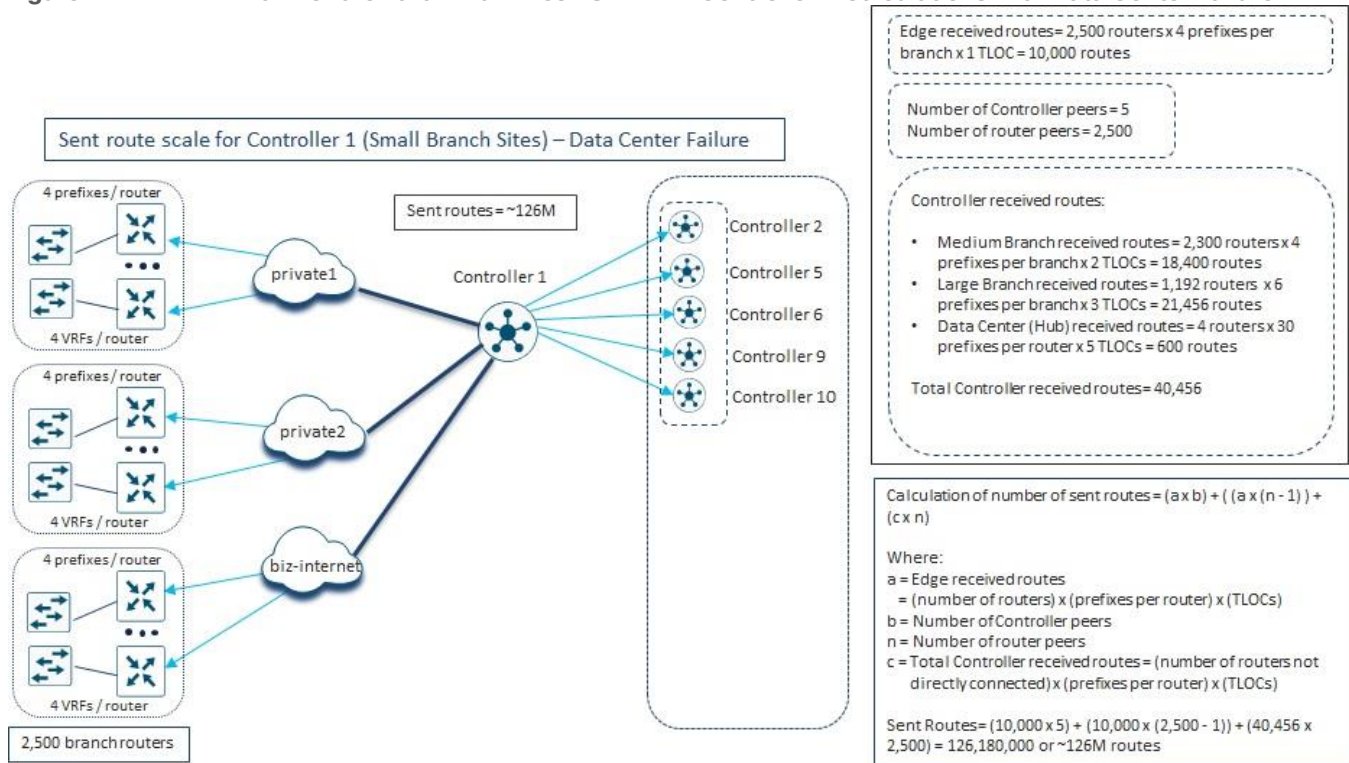 Sent route scale for Controller 1 (Small Branch Sites) – Data Center Failure
4 prefixes / router
4 VRFs / router
4 prefixes / router
4 VRFs / router
4 prefixes / router
4 VRFs / router
2,500 branch routers
private1
private2
biz-internet
Sent routes = ~126M
Controller 1
Controller 2
Controller 5
Controller 6
Controller 9
Controller 10
Edge received routes= 2,500 routers x 4 prefixes per
branch x 1 TLOC = 10,000 routes
Number of Controller peers = 5
Number of router peers = 2,500
Controller received routes:
• Medium Branch received routes = 2,300 routers x 4
prefixes per branch x 2 TLOCs = 18,400 routes
• Large Branch received routes = 1,192 routers x 6
prefixes per branch x 3 TLOCs = 21,456 routes
• Data Center (Hub) received routes = 4 routers x 30
prefixes per router x 5 TLOCs = 600 routes
Total Controller received routes= 40,456
Calculation of number of sent routes = (a x b) + ( (a x (n - 1) ) +
(c x n)
Where:
a = Edge received routes
= (number of routers) x (prefixes per router) x (TLOCs)
b = Number of Controller peers
n = Number of router peers
c = Total Controller received routes = (number of routers not
directly connected) x (prefixes per router) x (TLOCs)
Sent Routes= (10,000 x 5) + (10,000 x (2,500 - 1)) + (40,456 x
2,500) = 126,180,000 or ~126M routes